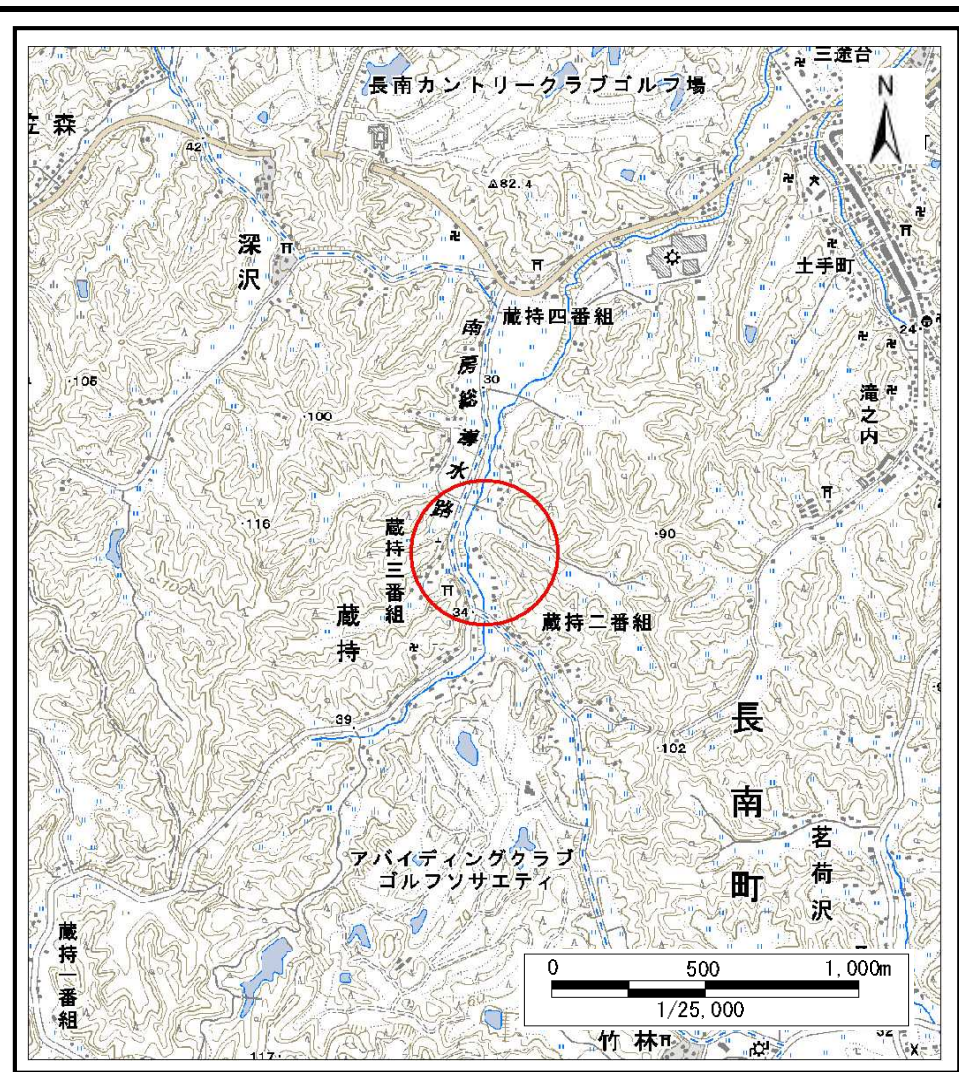 三途台
長南カントリークラブゴルフ場
N
笠森
42
82.4
深沢
土手町
蔵持四番組
24
南房総導水路
30
105
100
滝之内
116
90
蔵持三番組
蔵持
34
蔵持二番組
39
102
長南町
茗荷沢
アバイディングクラブ
ゴルフソサエティ
蔵持一番組
0 500 1,000m
1/25,000
60
竹林
32
117